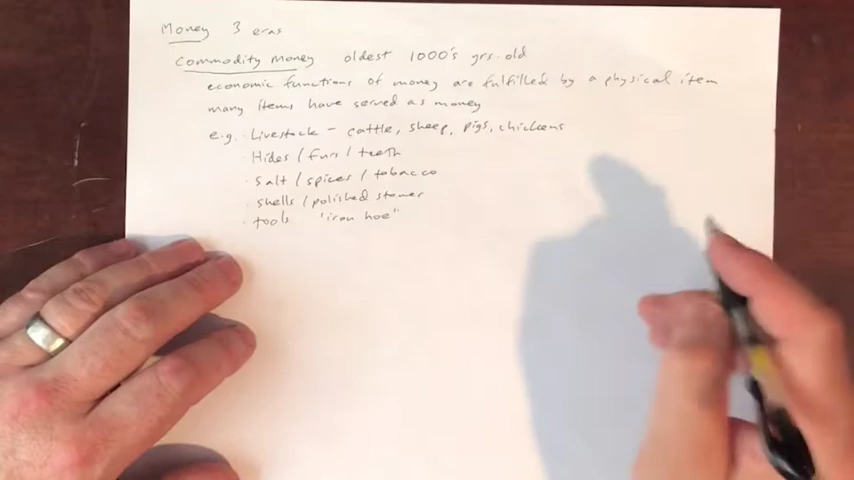 Money 3 eras
Commodity Money oldest 1000's yrs. old
economic functions of money are fulfilled by a physical item
many items have served as money
e.g. · Livestock - cattle, sheep, pigs, chickens
· Hides / furs / teeth
· Salt / spices / tobacco
· shells / polished stones
· tools "iron hoe"